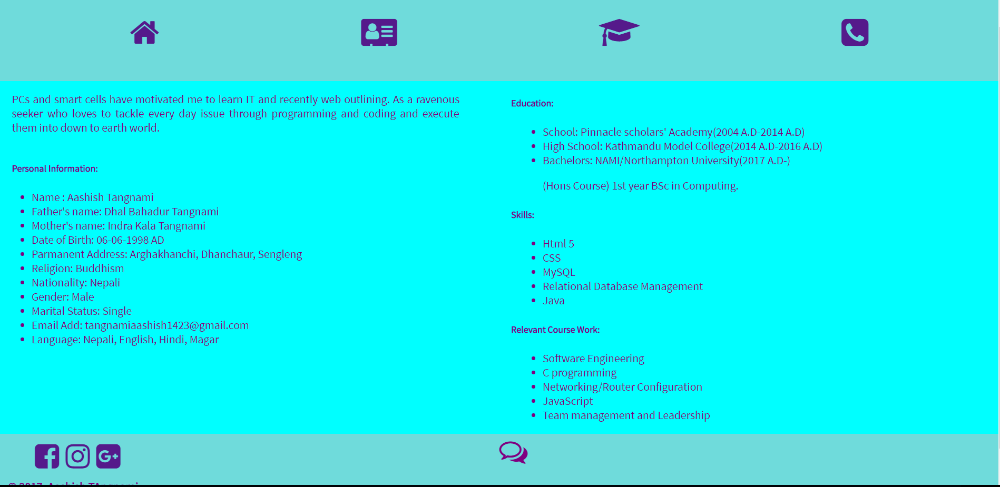 PCs and smart cells have motivated me to learn IT and recently web outlining. As a ravenous
seeker who loves to tackle every day issue through programming and coding and execute
them into down to earth world.
Personal Information:
Name : Aashish Tangnami
Father's name: Dhal Bahadur Tangnami
Mother's name: Indra Kala Tangnami
Date of Birth: 06-06-1998 AD
Parmanent Address: Arghakhanchi, Dhanchaur, Sengleng
Religion: Buddhism
Nationality: Nepali
Gender: Male
Marital Status: Single
Email Add: tangnamiaashish1423@gmail.com
Language: Nepali, English, Hindi, Magar
Education:
School: Pinnacle scholars' Academy(2004 A.D-2014 A.D)
High School: Kathmandu Model College(2014 A.D-2016 A.D)
Bachelors: NAMI/Northampton University(2017 A.D-)
(Hons Course) 1st year BSc in Computing.
Skills:
Html 5
CSS
MySQL
Relational Database Management
Java
Relevant Course Work:
Software Engineering
C programming
Networking/Router Configuration
JavaScript
Team management and Leadership
© 2017, Aashish TAngnami